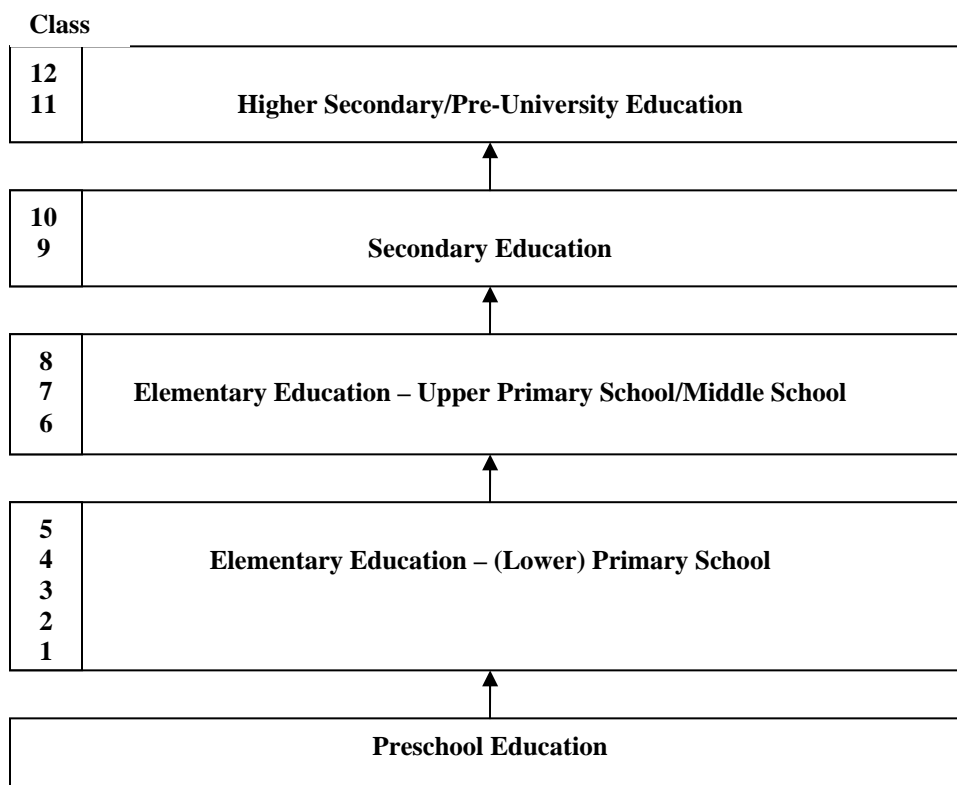 Class
12
11
Higher Secondary/Pre-University Education
10
9
Secondary Education
8
7
6
Elementary Education – Upper Primary School/Middle School
5
4
3
2
1
Elementary Education – (Lower) Primary School
Preschool Education